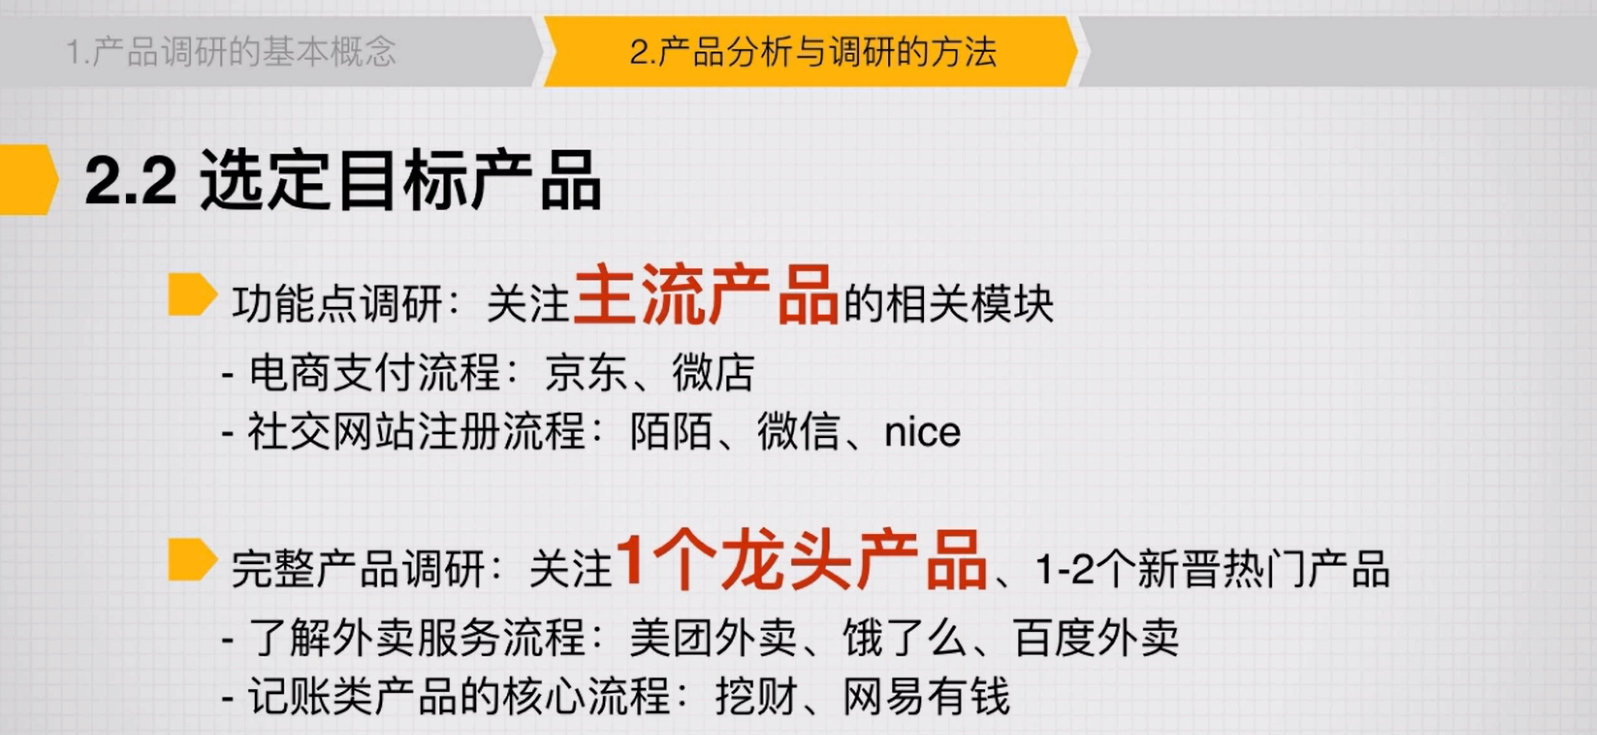 1.产品调研的基本概念
2.产品分析与调研的方法
2.2 选定目标产品
功能点调研：关注主流产品的相关模块
- 电商支付流程：京东、微店
- 社交网站注册流程：陌陌、微信、nice
完整产品调研：关注1个龙头产品、1-2个新晋热门产品
- 了解外卖服务流程：美团外卖、饿了么、百度外卖
- 记账类产品的核心流程：挖财、网易有钱